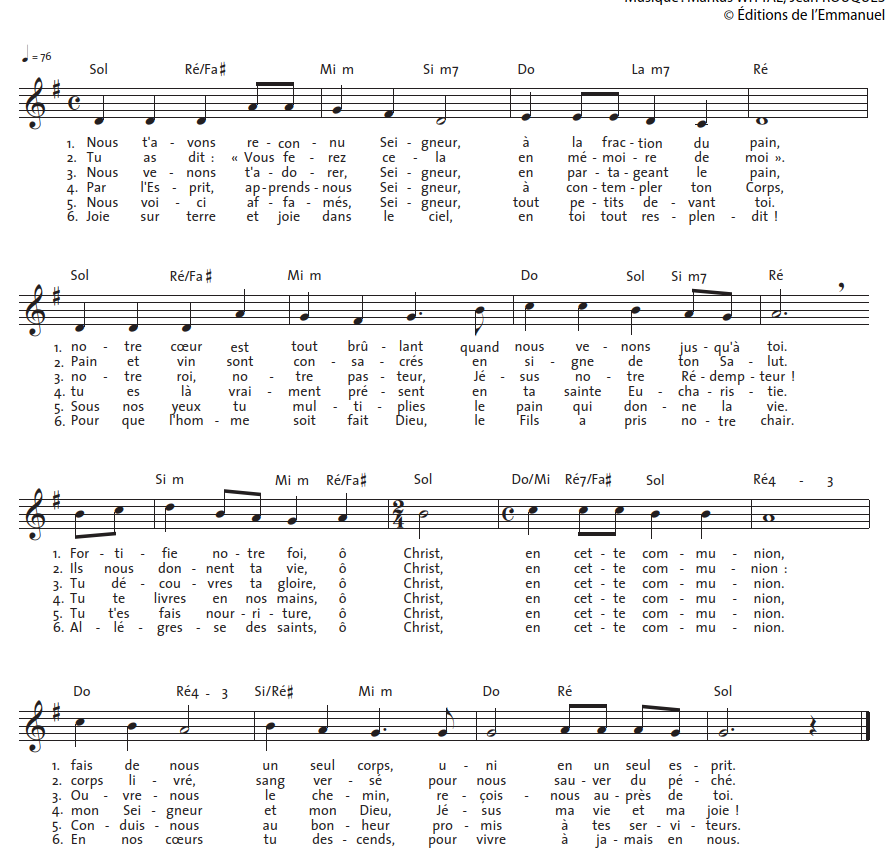 © Éditions de l'Emmanuel
♩ = 76
Sol Ré/Fa♯ Mi m Si m7 Do La m7 Ré
1. Nous t'a - vons re - con - nu Sei - gneur, à la frac - tion du pain,
2. Tu as dit : « Vous fe - rez ce - la en mé - moi - re de moi ».
3. Nous ve - nons t'a - do - rer, Sei - gneur, en par - ta - geant le pain,
4. Par l'Es - prit, ap - prends - nous Sei - gneur, à con - tem - pler ton Corps,
5. Nous voi - ci af - fa - més, Sei - gneur, tout pe - tits de - vant toi.
6. Joie sur terre et joie dans le ciel, en toi tout res - plen - dit !
Sol Ré/Fa♯ Mi m Do Sol Si m7 Ré
1. no - tre cœur est tout brû - lant quand nous ve - nons jus - qu'à toi.
2. Pain et vin sont con - sa - crés en si - gne de ton Sa - lut.
3. no - tre roi, no - tre pas - teur, Jé - sus no - tre Ré - demp - teur !
4. tu es là vrai - ment pré - sent en ta sainte Eu - cha - ris - tie.
5. Sous nos yeux tu mul - ti - plies le pain qui don - ne la vie.
6. Pour que l'hom - me soit fait Dieu, le Fils a pris no - tre chair.
Si m Mi m Ré/Fa♯ Sol Do/Mi Ré7/Fa♯ Sol Ré4 - 3
2
4
1. For - ti - fie no - tre foi, ô Christ, en cet - te com - mu - nion,
2. Ils nous don - nent ta vie, ô Christ, en cet - te com - mu - nion :
3. Tu dé - cou - vres ta gloire, ô Christ, en cet - te com - mu - nion.
4. Tu te livres en nos mains, ô Christ, en cet - te com - mu - nion,
5. Tu t'es fais nour - ri - ture, ô Christ, en cet - te com - mu - nion.
6. Al - lé - gres - se des saints, ô Christ, en cet - te com - mu - nion.
Do Ré4 - 3 Si/Ré♯ Mi m Do Ré Sol
1. fais de nous un seul corps, u - ni en un seul es - prit.
2. corps li - vré, sang ver - sé pour nous sau - ver du pé - ché.
3. Ou - vre - nous le che - min, re - çois - nous au - près de toi.
4. mon Sei - gneur et mon Dieu, Jé - sus ma vie et ma joie !
5. Con - duis - nous au bon - heur pro - mis à tes ser - vi - teurs.
6. En nos cœurs tu des - cends, pour vivre à ja - mais en nous.